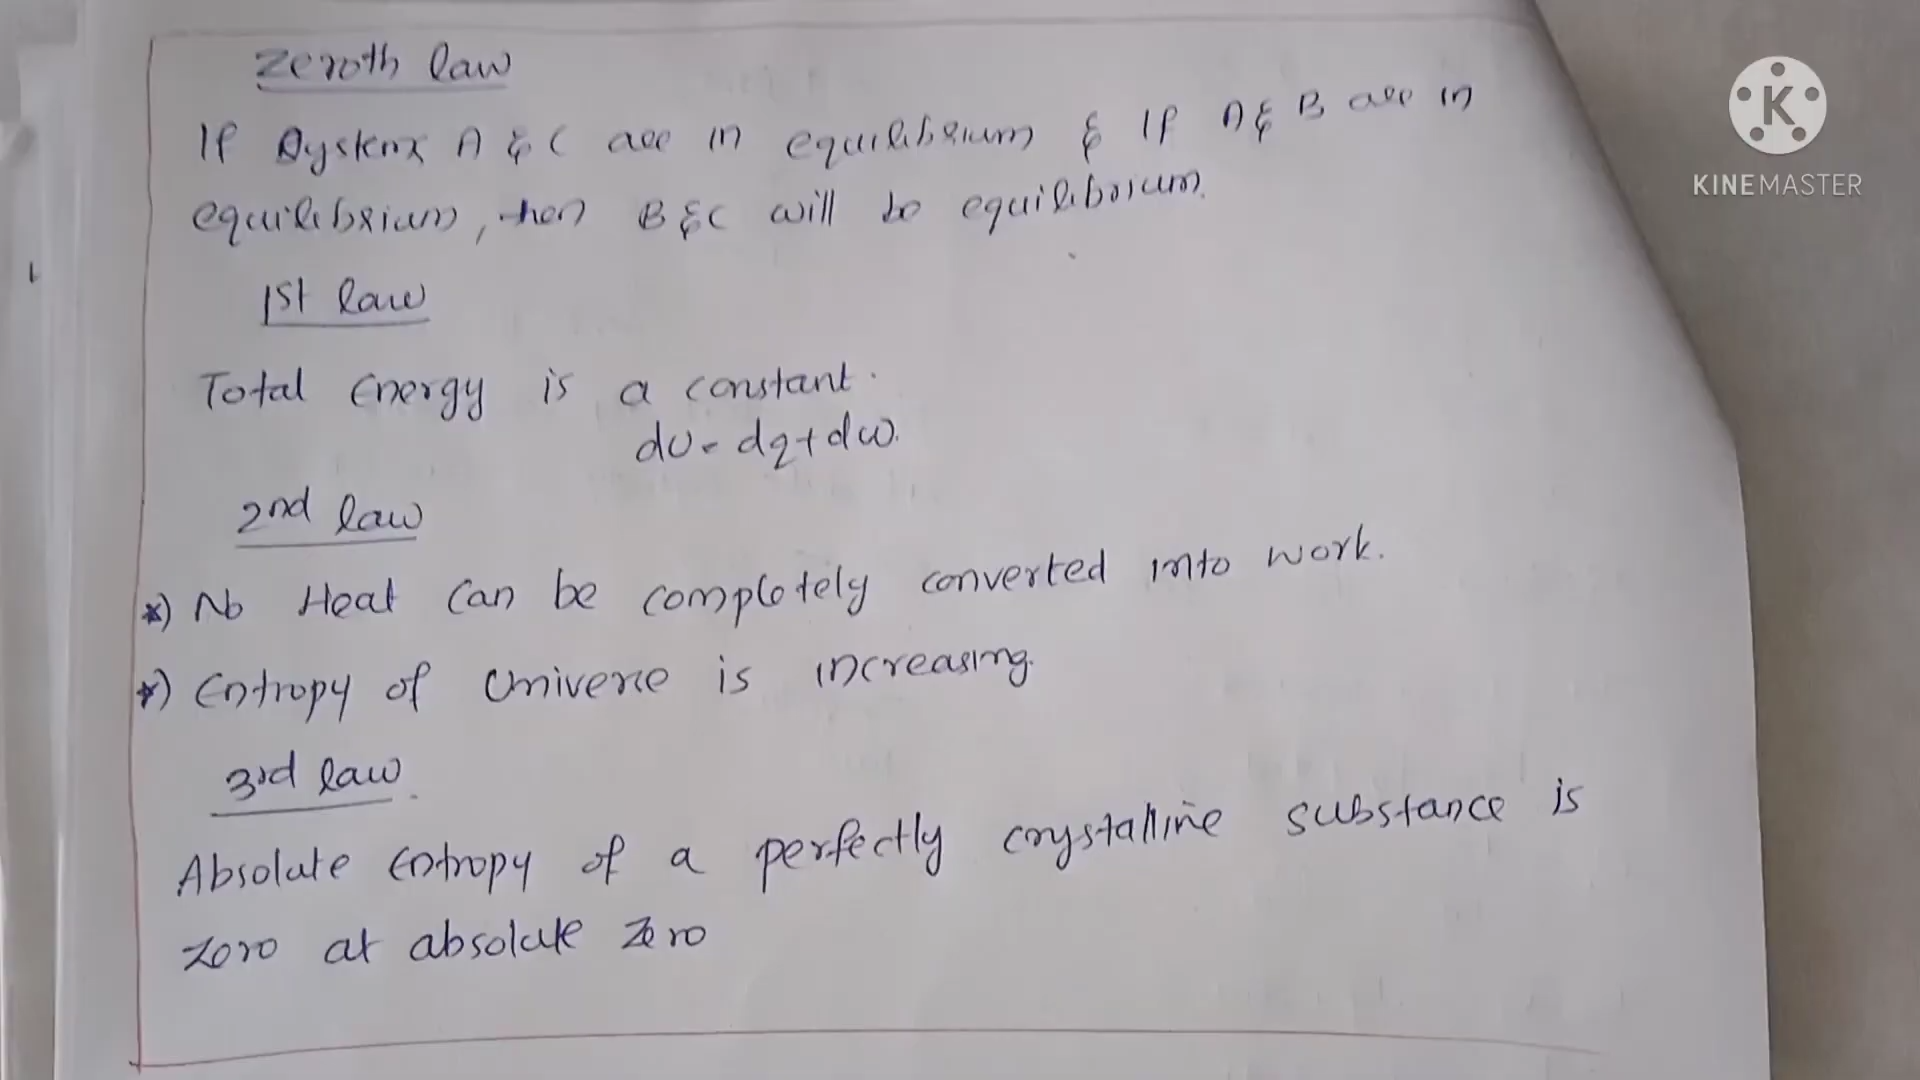 Zeroth law
If System A & C are in equilibrium & If A & B are in
equilibrium, then B & C will be equilibrium.
1st law
Total Energy is a constant.
dU = dq + dw.
2nd law
*) No Heat can be completely converted into work.
*) Entropy of Universe is increasing.
3rd law
Absolute Entropy of a perfectly crystalline substance is
zero at absolute zero
K
KINEMASTER